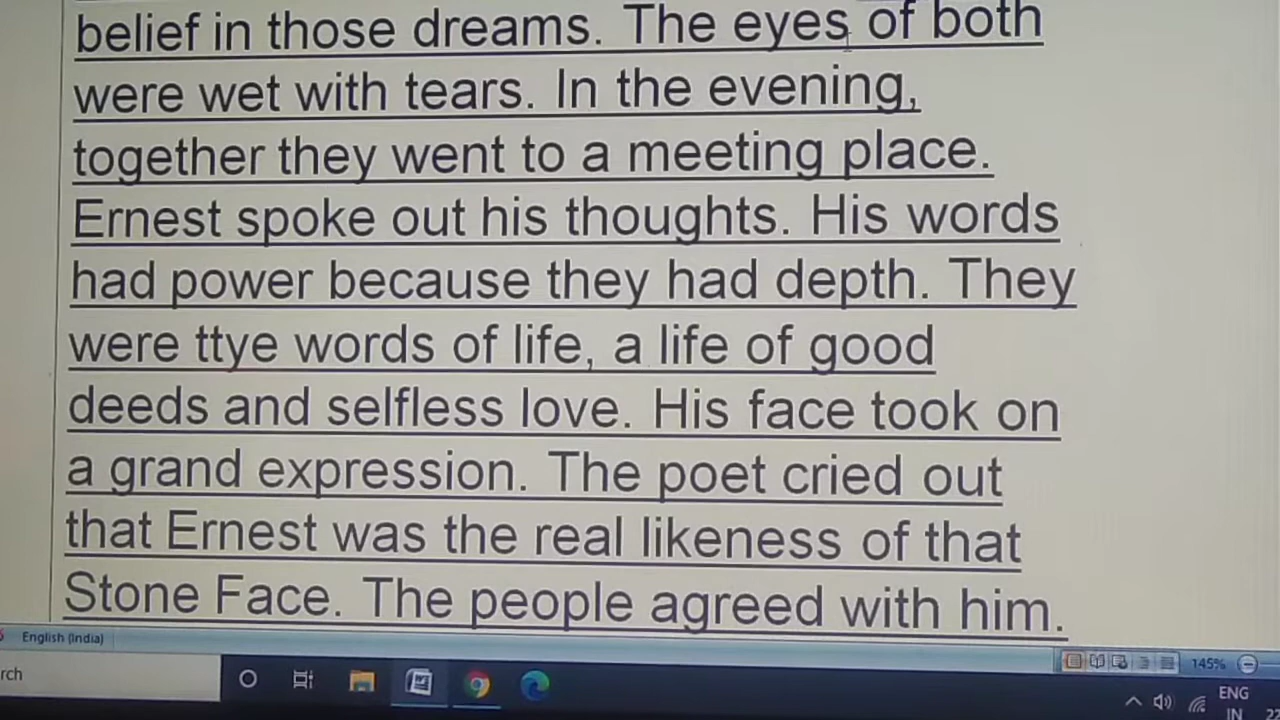 belief in those dreams. The eyes of both
were wet with tears. In the evening,
together they went to a meeting place.
Ernest spoke out his thoughts. His words
had power because they had depth. They
were ttye words of life, a life of good
deeds and selfless love. His face took on
a grand expression. The poet cried out
that Ernest was the real likeness of that
Stone Face. The people agreed with him.
English (India)
145%
rch
ENG
IN